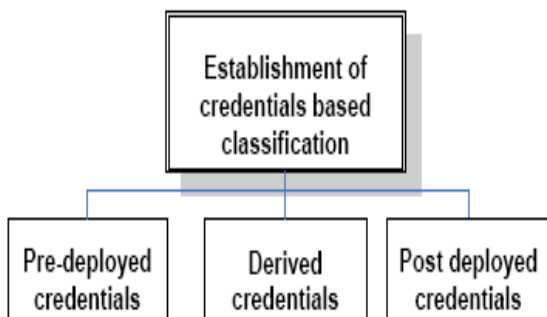 Establishment of
credentials based
classification
Pre-deployed
credentials
Derived
credentials
Post deployed
credentials